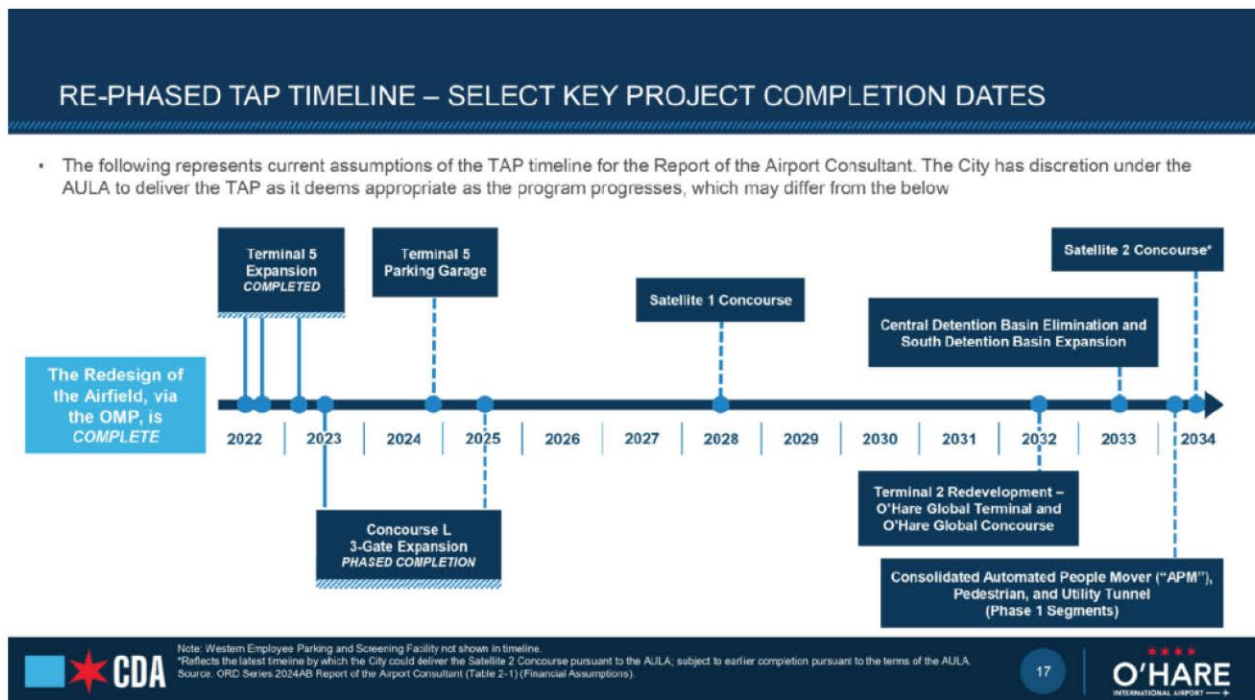 RE-PHASED TAP TIMELINE – SELECT KEY PROJECT COMPLETION DATES
• The following represents current assumptions of the TAP timeline for the Report of the Airport Consultant. The City has discretion under the
AULA to deliver the TAP as it deems appropriate as the program progresses, which may differ from the below
Terminal 5
Expansion
COMPLETED
Terminal 5
Parking Garage
Satellite 1 Concourse
Satellite 2 Concourse*
Central Detention Basin Elimination and
South Detention Basin Expansion
The Redesign of
the Airfield, via
the OMP, is
COMPLETE
2022 2023 2024 2025 2026 2027 2028 2029 2030 2031 2032 2033 2034
Concourse L
3-Gate Expansion
PHASED COMPLETION
Terminal 2 Redevelopment –
O'Hare Global Terminal and
O'Hare Global Concourse
Consolidated Automated People Mover ("APM"),
Pedestrian, and Utility Tunnel
(Phase 1 Segments)
CDA
Note: Western Employee Parking and Screening Facility not shown in timeline.
*Reflects the latest timeline by which the City could deliver the Satellite 2 Concourse pursuant to the AULA; subject to earlier completion pursuant to the terms of the AULA.
Source: ORD Series 2024AB Report of the Airport Consultant (Table 2-1) (Financial Assumptions).
17
O'HARE
INTERNATIONAL AIRPORT